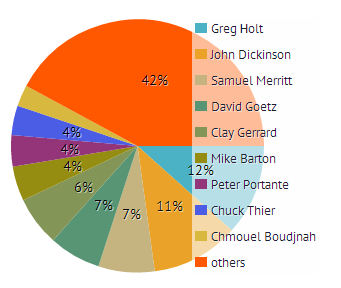 Greg Holt
John Dickinson
42%
Samuel Merritt
David Goetz
4%
Clay Gerrard
4%
Mike Barton
4%
12%
6%
Peter Portante
7%
11%
Chuck Thier
7%
Chmouel Boudjnah
others